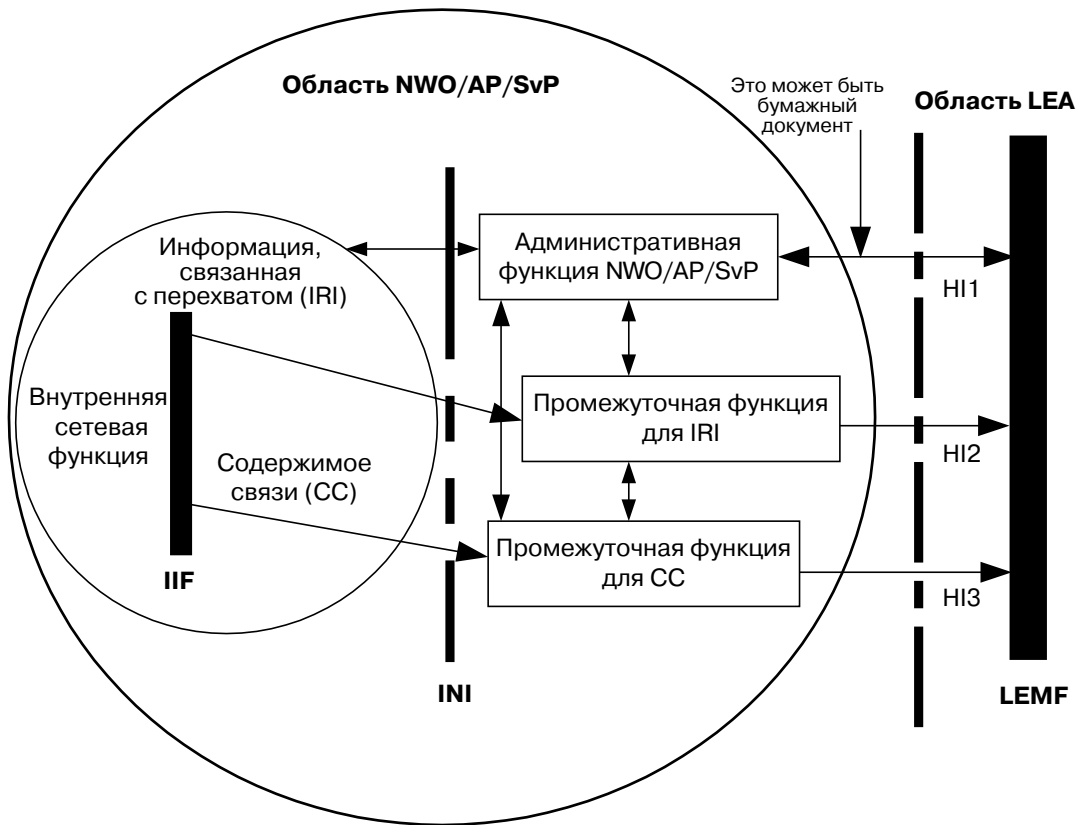 Область NWO/AP/SvP
Это может быть
бумажный
документ
Область LEA
Информация,
связанная
с перехватом (IRI)
Административная
функция NWO/AP/SvP
HI1
Внутренняя
сетевая
функция
Промежуточная функция
для IRI
HI2
Содержимое
связи (CC)
Промежуточная функция
для CC
HI3
IIF
INI
LEMF